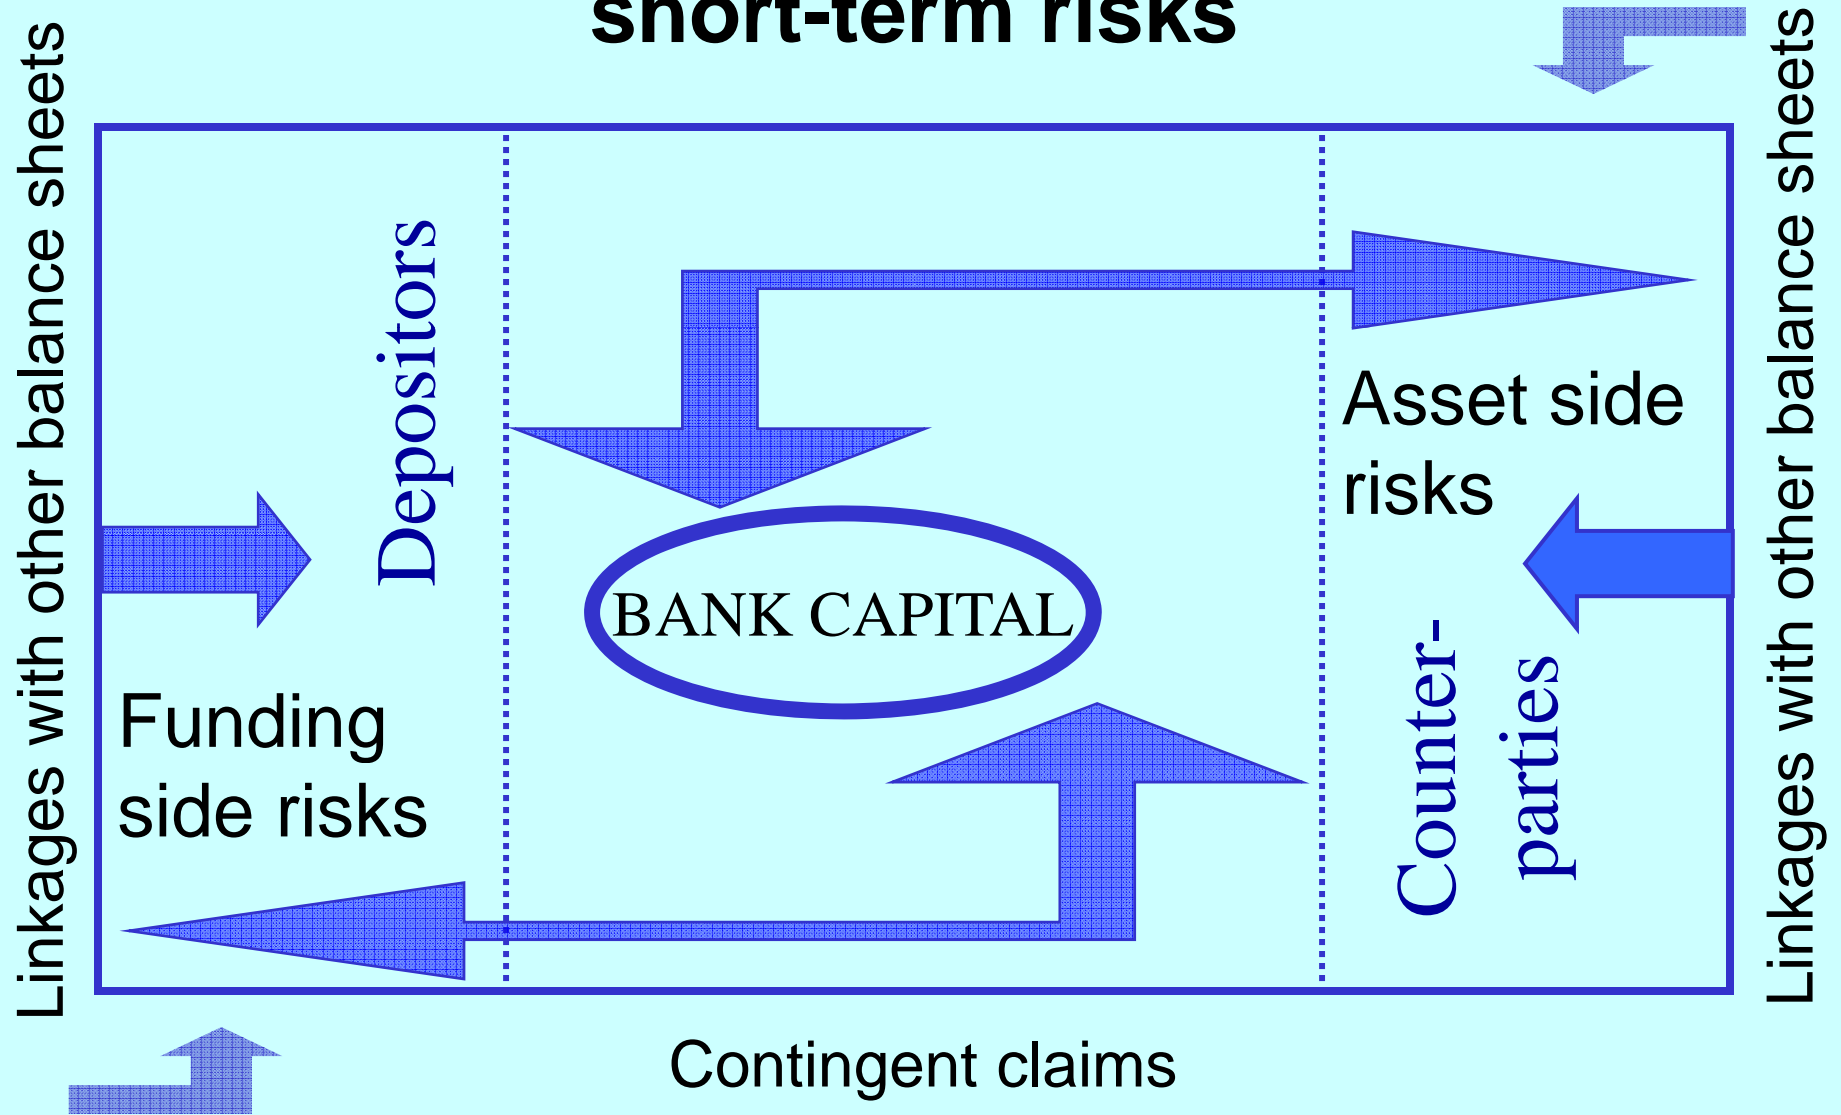 short-term risks
Linkages with other balance sheets
Depositors
Funding
side risks
BANK CAPITAL
Asset side
risks
Counter-
parties
Linkages with other balance sheets
Contingent claims